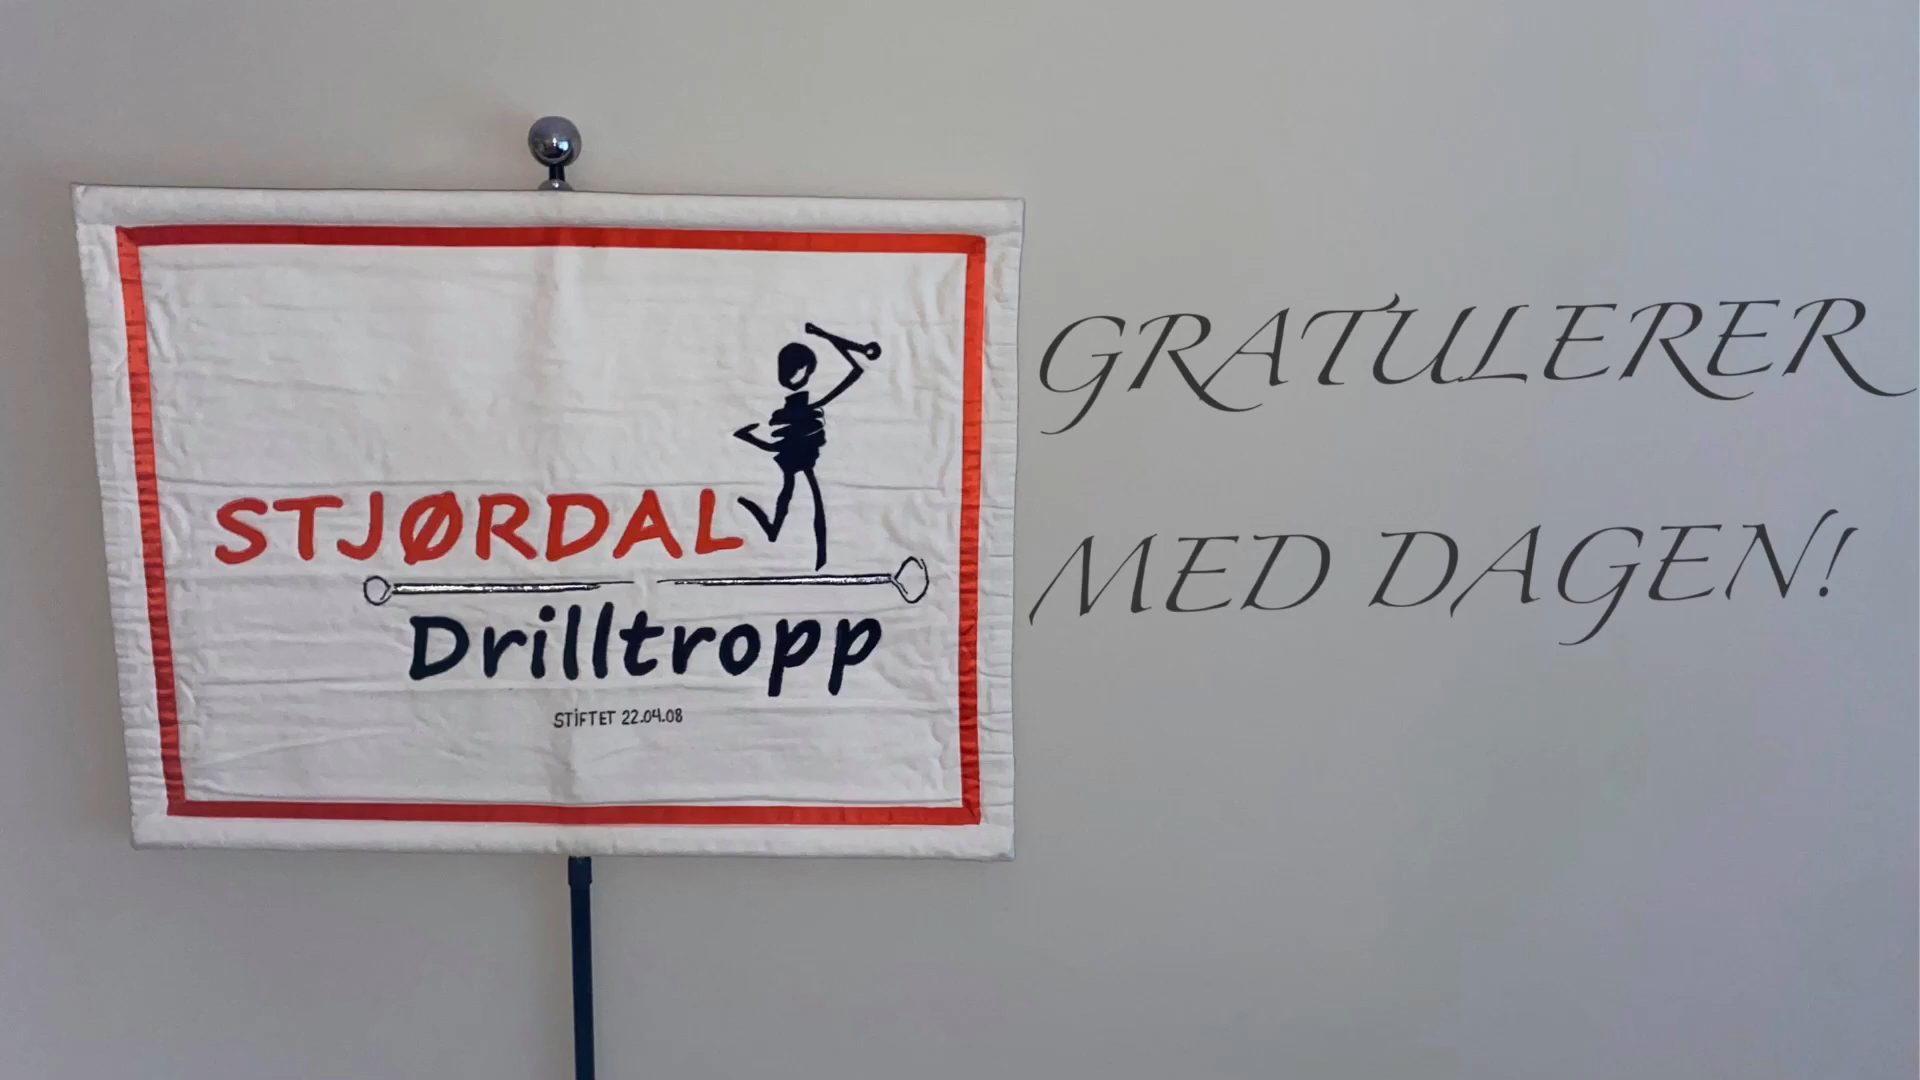 STJØRDAL
Drilltropp
STIFTET 22.04.08
GRATULERER
MED DAGEN!